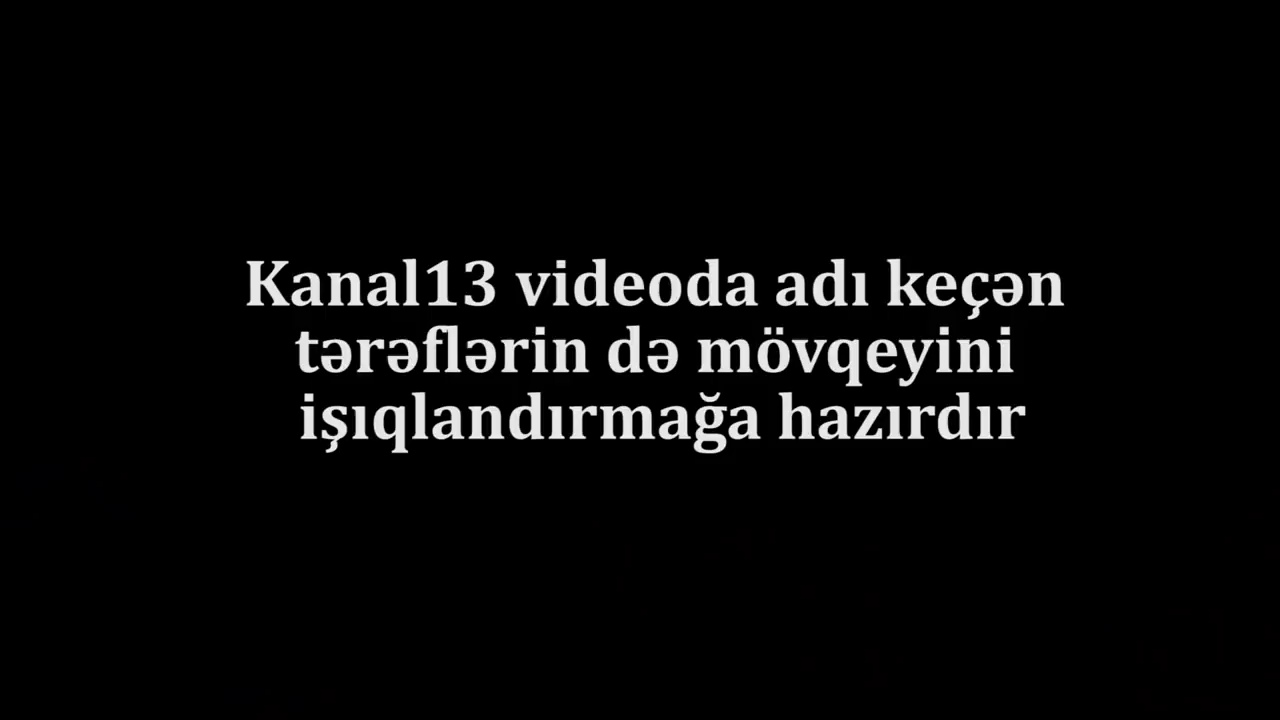 Kanal13 videoda adı keçən
tərəflərin də mövqeyini
işıqlandırmağa hazırdır